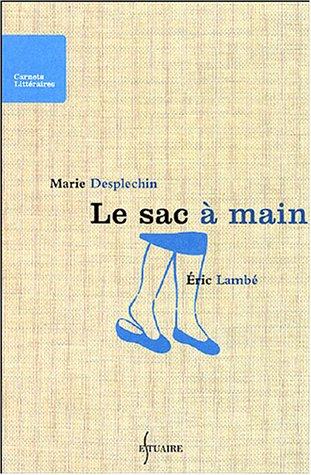 Carnets
Littéraires
Marie Desplechin
Le sac à main
Éric Lambé
ESTUAIRE